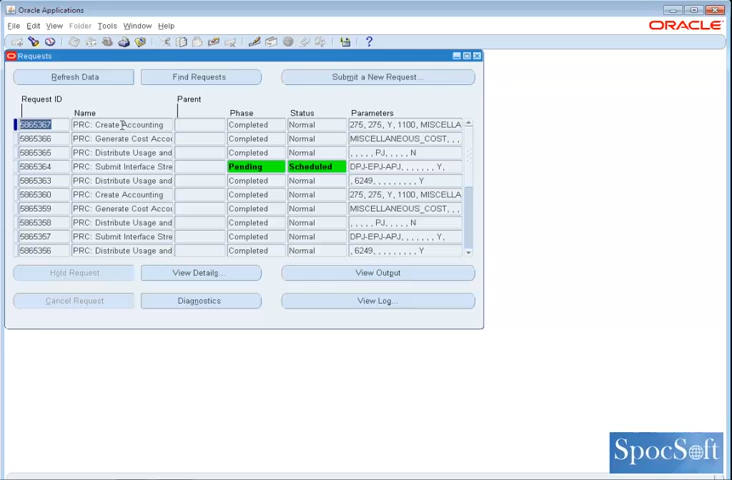 Oracle Applications
File Edit View Folder Tools Window Help
ORACLE
Requests
Refresh Data Find Requests Submit a New Request...
Request ID Name Parent Phase Status Parameters
5865367 PRC: Create Accounting Completed Normal 275, 275, Y, 1100, MISCELLA
5865366 PRC: Generate Cost Accou Completed Normal MISCELLANEOUS_COST, , ,
5865365 PRC: Distribute Usage and Completed Normal , , , , , PJ, , , , , N
5865364 PRC: Submit Interface Stre Pending Scheduled DPJ-EPJ-APJ, , , , , , , Y,
5865363 PRC: Distribute Usage and Completed Normal , 6249, , , , , , , , , Y
5865360 PRC: Create Accounting Completed Normal 275, 275, Y, 1100, MISCELLA
5865359 PRC: Generate Cost Accou Completed Normal MISCELLANEOUS_COST, , ,
5865358 PRC: Distribute Usage and Completed Normal , , , , , PJ, , , , , N
5865357 PRC: Submit Interface Stre Completed Normal DPJ-EPJ-APJ, , , , , , , Y,
5865356 PRC: Distribute Usage and Completed Normal , 6249, , , , , , , , , Y
Hold Request View Details... View Output
Cancel Request Diagnostics View Log...
SpocSoft